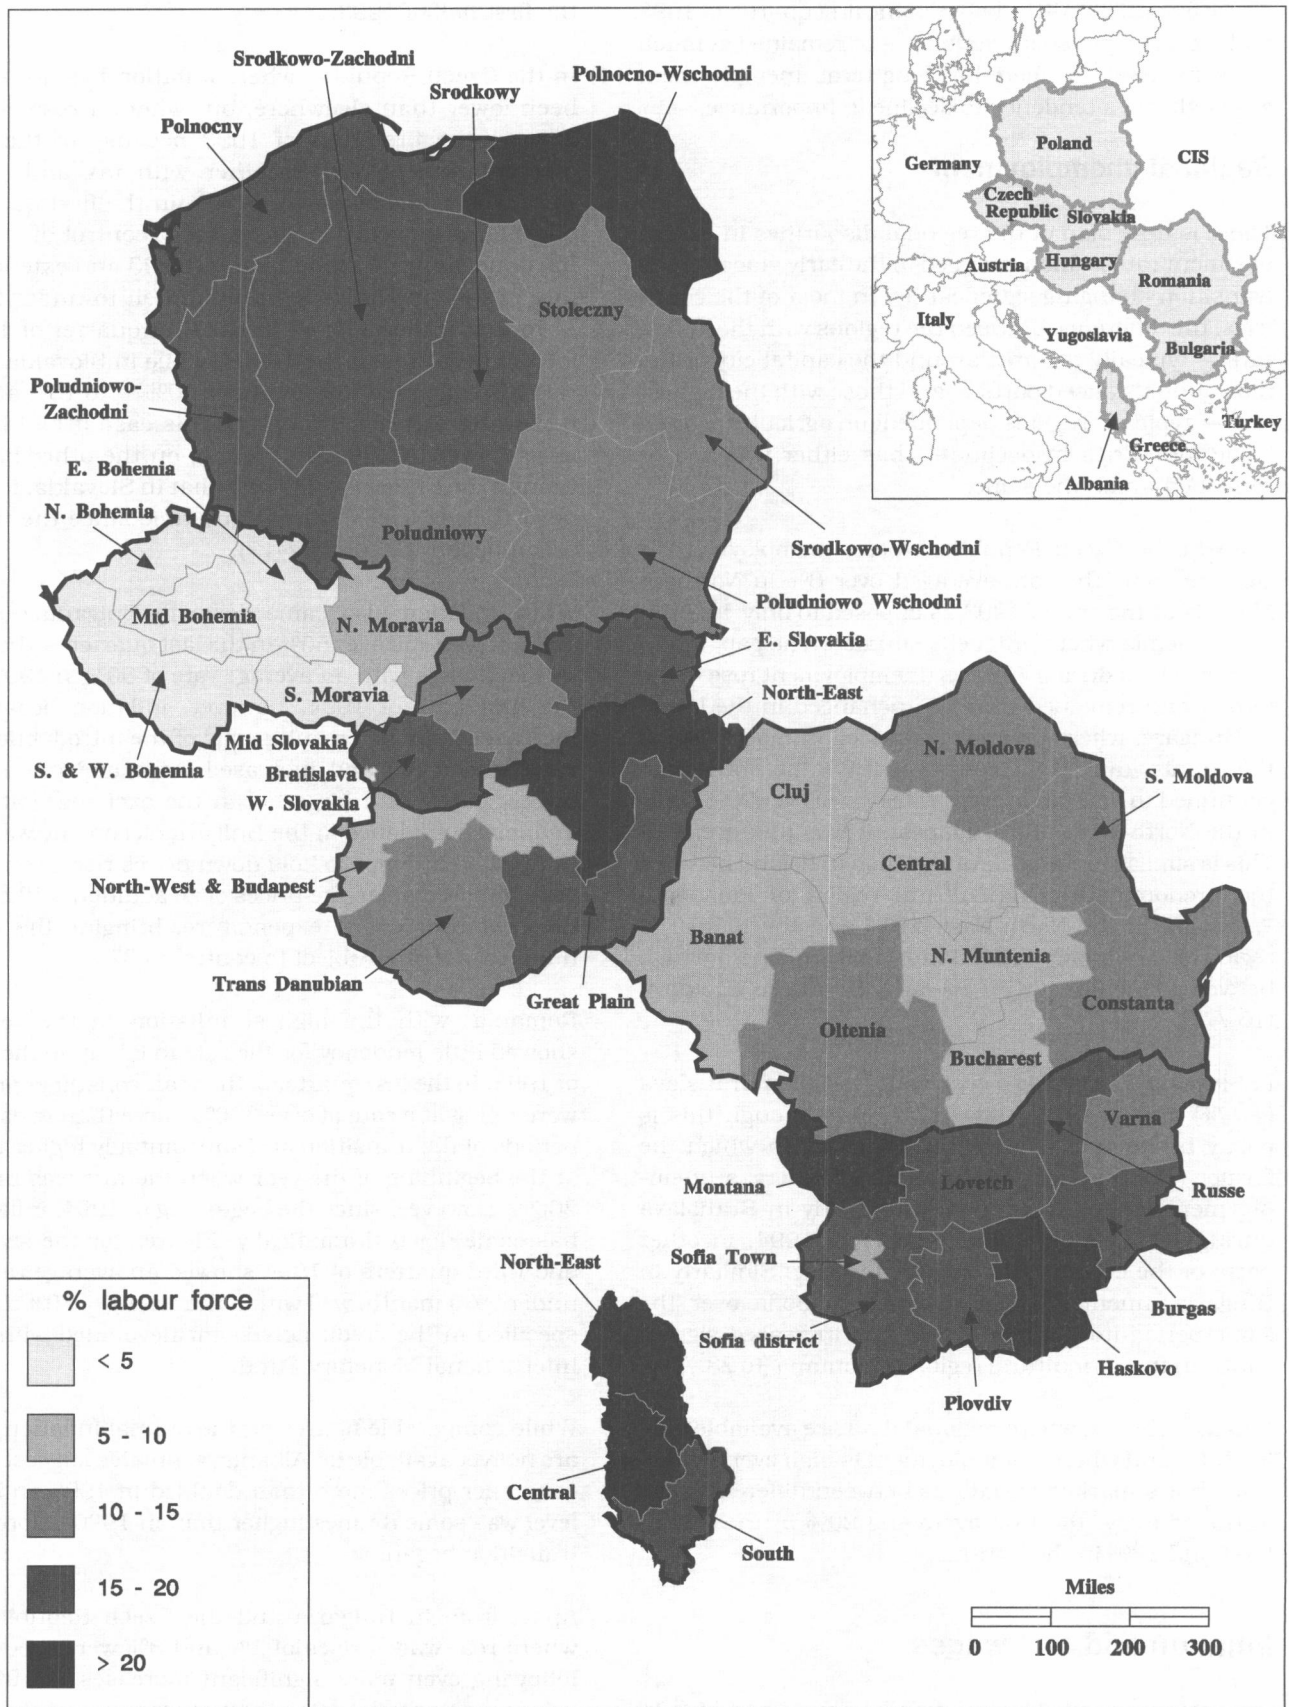 Srodkowo-Zachodni
Srodkowy
Polnocno-Wschodni
Polnocny
Stoleczny
Poludniowo-
Zachodni
E. Bohemia
N. Bohemia
Poludniowy
Srodkowo-Wschodni
Poludniowo Wschodni
Mid Bohemia
N. Moravia
E. Slovakia
S. Moravia
North-East
Mid Slovakia
S. & W. Bohemia
Bratislava
W. Slovakia
N. Moldova
S. Moldova
Cluj
Central
North-West & Budapest
Banat
N. Muntenia
Trans Danubian
Great Plain
Constanta
Oltenia
Bucharest
Varna
Montana
Lovetch
Russe
Sofia Town
Burgas
Sofia district
Haskovo
Plovdiv
North-East
Central
South
Germany
Poland
CIS
Czech
Republic
Slovakia
Austria
Hungary
Romania
Italy
Yugoslavia
Bulgaria
Turkey
Greece
Albania
% labour force
< 5
5 - 10
10 - 15
15 - 20
> 20
Miles
0 100 200 300